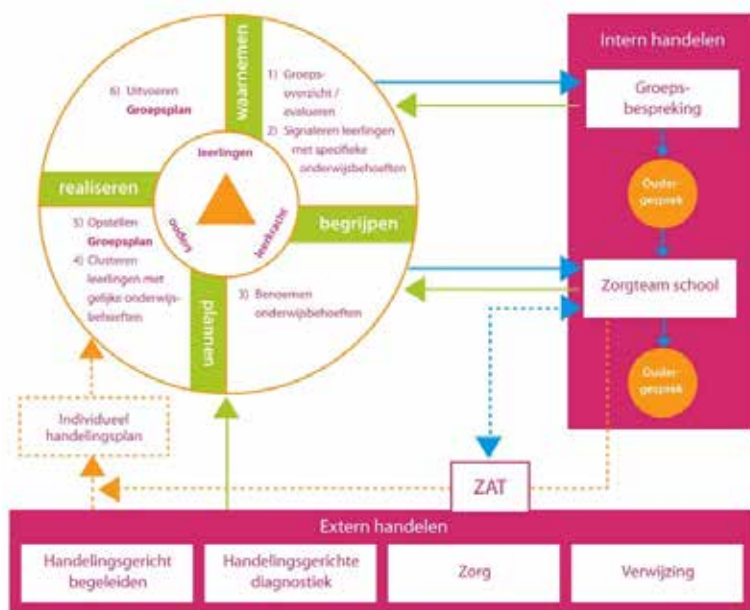 waarnemen
1) Groeps-
overzicht /
evalueren
2) Signaleren leerlingen
met specifieke
onderwijsbehoeften
begrijpen
3) Benoemen
onderwijsbehoeften
plannen
5) Opstellen
Groepsplan
4) Clusteren
leerlingen met
gelijke onderwijs-
behoeften
realiseren
6) Uitvoeren
Groepsplan
leerlingen
ouders
leerkracht
Intern handelen
Groeps-
bespreking
Ouder-
gesprek
Zorgteam school
Ouder-
gesprek
Individueel
handelingsplan
ZAT
Extern handelen
Handelingsgericht
begeleiden
Handelingsgerichte
diagnostiek
Zorg
Verwijzing